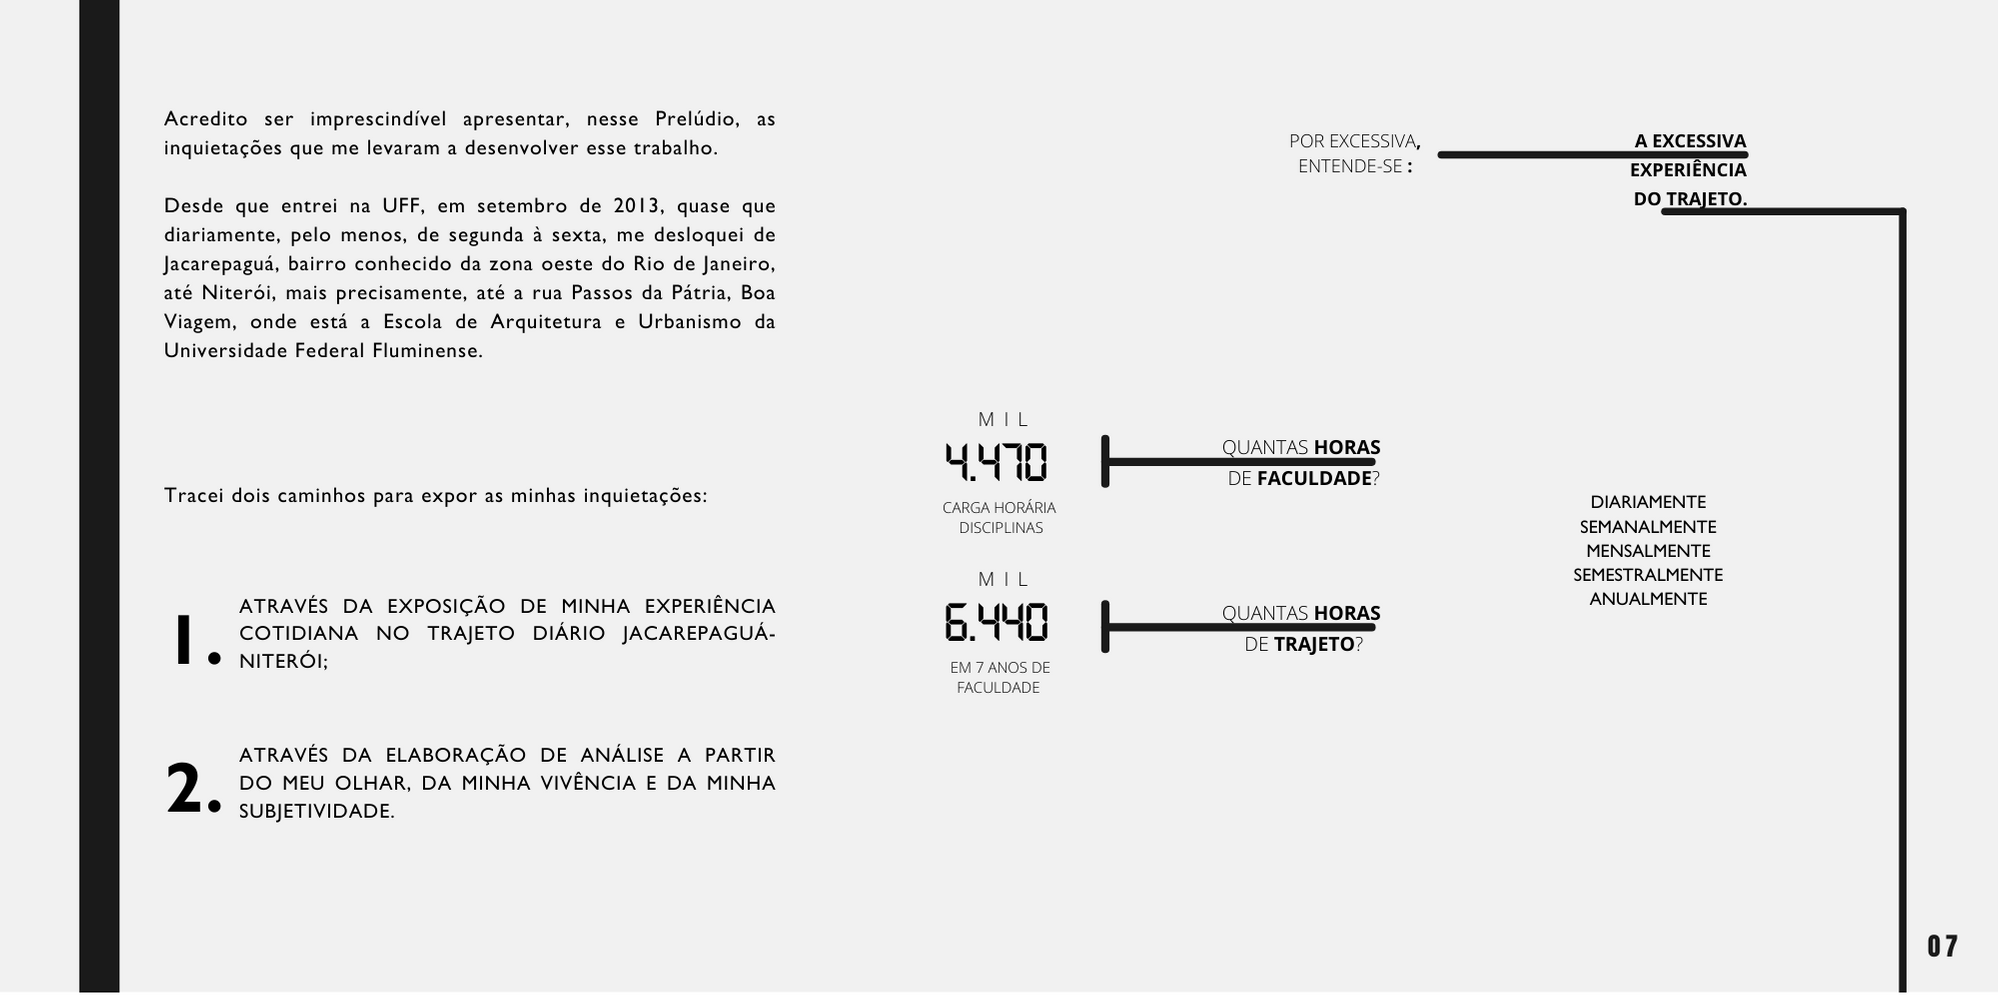 Acredito ser imprescindível apresentar, nesse Prelúdio, as
inquietações que me levaram a desenvolver esse trabalho.
Desde que entrei na UFF, em setembro de 2013, quase que
diariamente, pelo menos, de segunda à sexta, me desloquei de
Jacarepaguá, bairro conhecido da zona oeste do Rio de Janeiro,
até Niterói, mais precisamente, até a rua Passos da Pátria, Boa
Viagem, onde está a Escola de Arquitetura e Urbanismo da
Universidade Federal Fluminense.
Tracei dois caminhos para expor as minhas inquietações:
1.
ATRAVÉS DA EXPOSIÇÃO DE MINHA EXPERIÊNCIA
COTIDIANA NO TRAJETO DIÁRIO JACAREPAGUÁ-
NITERÓI;
2.
ATRAVÉS DA ELABORAÇÃO DE ANÁLISE A PARTIR
DO MEU OLHAR, DA MINHA VIVÊNCIA E DA MINHA
SUBJETIVIDADE.
POR EXCESSIVA,
ENTENDE-SE :
A EXCESSIVA
EXPERIÊNCIA
DO TRAJETO.
MIL
4.470
CARGA HORÁRIA
DISCIPLINAS
QUANTAS HORAS
DE FACULDADE?
MIL
6.440
EM 7 ANOS DE
FACULDADE
QUANTAS HORAS
DE TRAJETO?
DIARIAMENTE
SEMANALMENTE
MENSALMENTE
SEMESTRALMENTE
ANUALMENTE
07